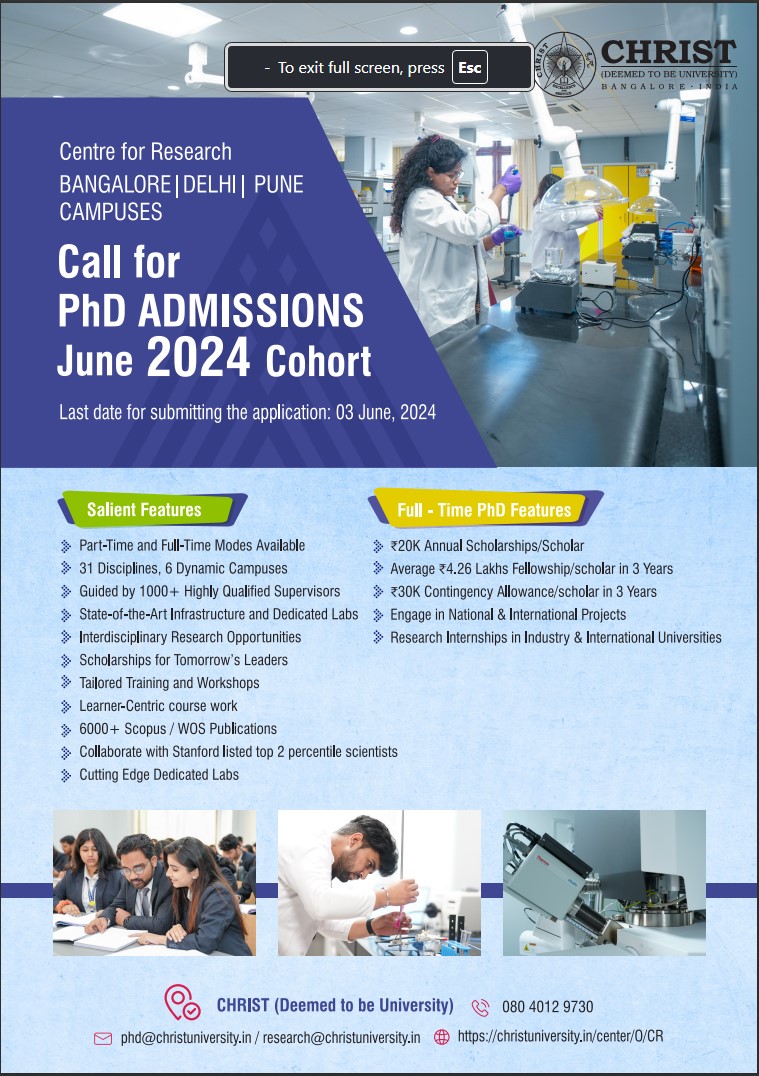 - To exit full screen, press Esc
CHRIST
(DEEMED TO BE UNIVERSITY)
BANGALORE · INDIA
Centre for Research
BANGALORE | DELHI | PUNE
CAMPUSES
Call for
PhD ADMISSIONS
June 2024 Cohort
Last date for submitting the application: 03 June, 2024
Salient Features
Part-Time and Full-Time Modes Available
31 Disciplines, 6 Dynamic Campuses
Guided by 1000+ Highly Qualified Supervisors
State-of-the-Art Infrastructure and Dedicated Labs
Interdisciplinary Research Opportunities
Scholarships for Tomorrow's Leaders
Tailored Training and Workshops
Learner-Centric course work
6000+ Scopus / WOS Publications
Collaborate with Stanford listed top 2 percentile scientists
Cutting Edge Dedicated Labs
Full - Time PhD Features
₹20K Annual Scholarships/Scholar
Average ₹4.26 Lakhs Fellowship/scholar in 3 Years
₹30K Contingency Allowance/scholar in 3 Years
Engage in National & International Projects
Research Internships in Industry & International Universities
CHRIST (Deemed to be University)
080 4012 9730
phd@christuniversity.in / research@christuniversity.in
https://christuniversity.in/center/O/CR